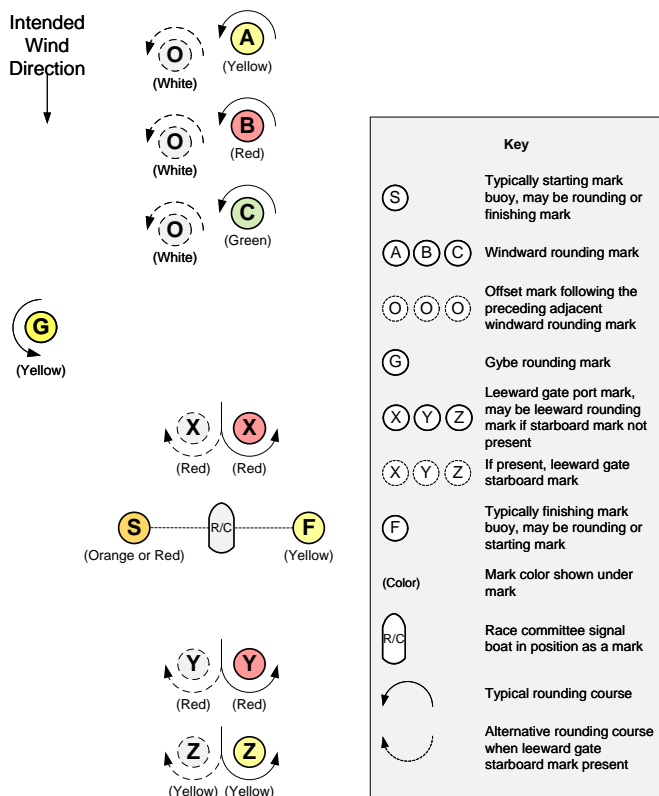 Intended
Wind
Direction
O
A
(Yellow)
(White)
O
B
(Red)
(White)
O
C
(Green)
(White)
G
(Yellow)
X
X
(Red)
(Red)
S
R/C
F
(Orange or Red)
(Yellow)
Y
Y
(Red)
(Red)
Z
Z
(Yellow)
(Yellow)
Key
S
Typically starting mark
buoy, may be rounding or
finishing mark
A B C
Windward rounding mark
O O O
Offset mark following the
preceding adjacent
windward rounding mark
G
Gybe rounding mark
X Y Z
Leeward gate port mark,
may be leeward rounding
mark if starboard mark not
present
X Y Z
If present, leeward gate
starboard mark
F
Typically finishing mark
buoy, may be rounding or
starting mark
(Color)
Mark color shown under
mark
R/C
Race committee signal
boat in position as a mark
Typical rounding course
Alternative rounding course
when leeward gate
starboard mark present